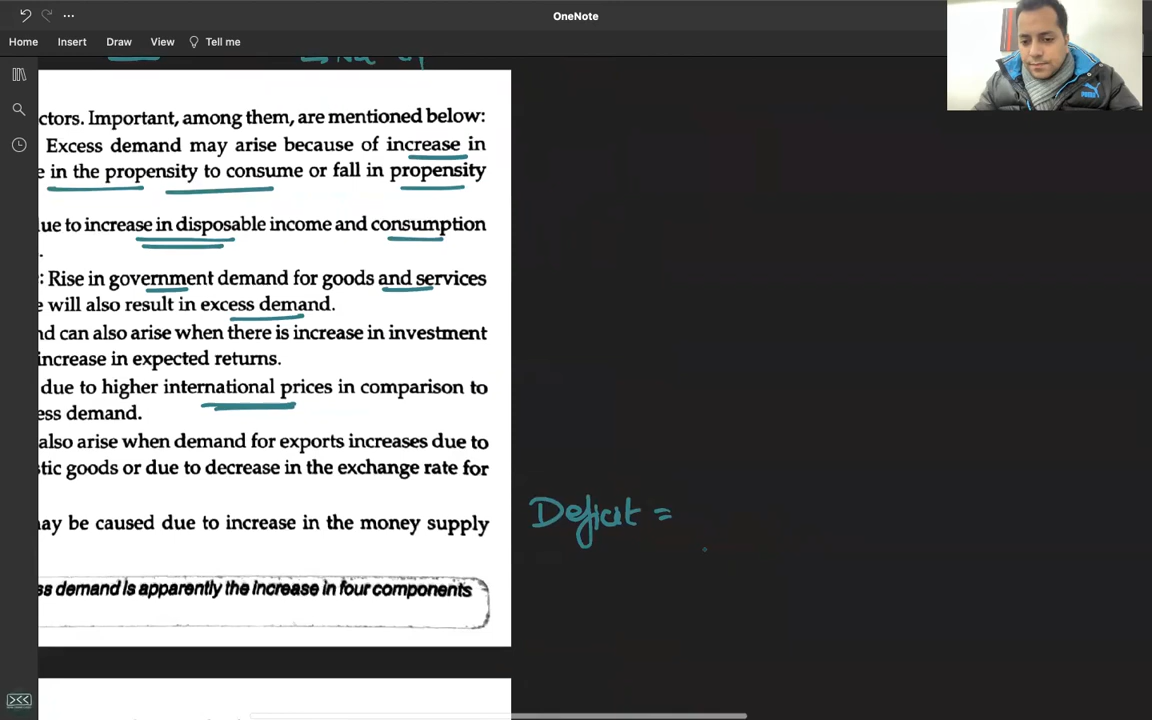 OneNote
Home Insert Draw View Tell me
ctors. Important, among them, are mentioned below:
Excess demand may arise because of increase in
e in the propensity to consume or fall in propensity
ue to increase in disposable income and consumption
.
: Rise in government demand for goods and services
e will also result in excess demand.
nd can also arise when there is increase in investment
increase in expected returns.
due to higher international prices in comparison to
ess demand.
also arise when demand for exports increases due to
stic goods or due to decrease in the exchange rate for
may be caused due to increase in the money supply
ss demand is apparently the increase in four components
Deficit =
PUMA